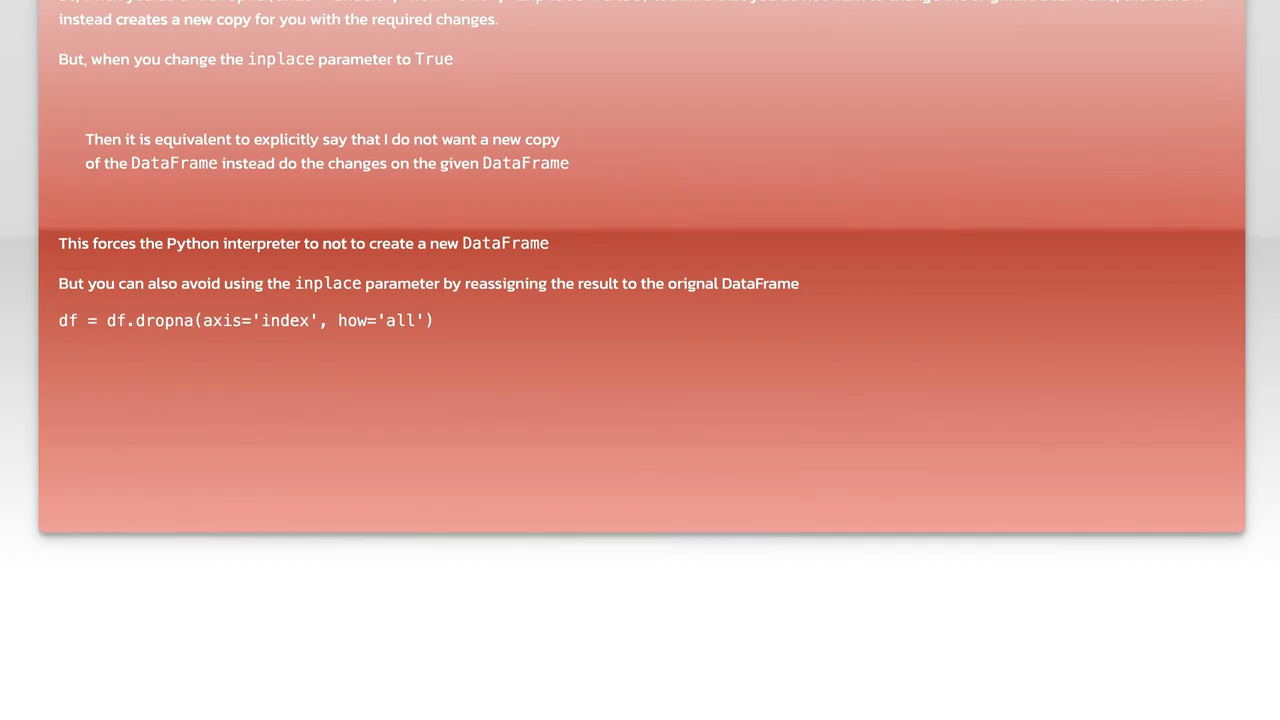 instead creates a new copy for you with the required changes.
But, when you change the inplace parameter to True
Then it is equivalent to explicitly say that I do not want a new copy
of the DataFrame instead do the changes on the given DataFrame
This forces the Python interpreter to not to create a new DataFrame
But you can also avoid using the inplace parameter by reassigning the result to the orignal DataFrame
df = df.dropna(axis='index', how='all')